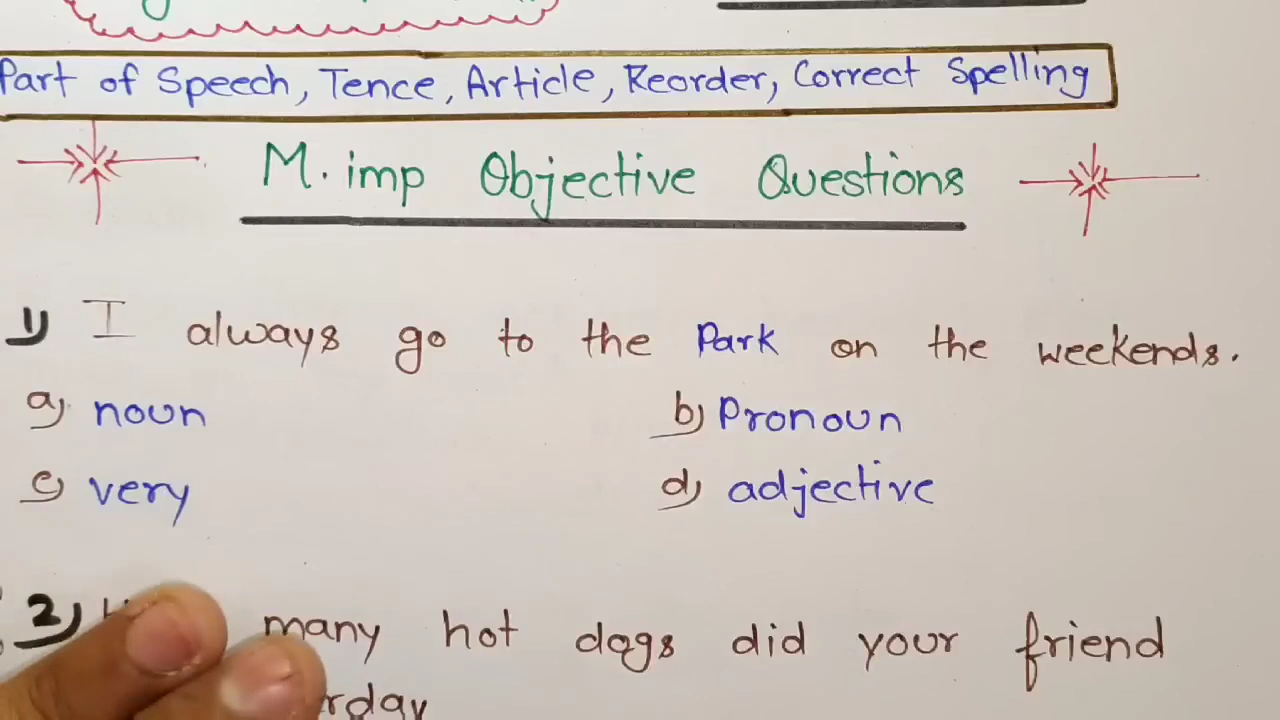 Part of Speech, Tence, Article, Reorder, Correct Spelling
M. imp Objective Questions
1) I always go to the Park on the weekends.
a) noun b) Pronoun
c) very d) adjective
2) many hot dogs did your friend